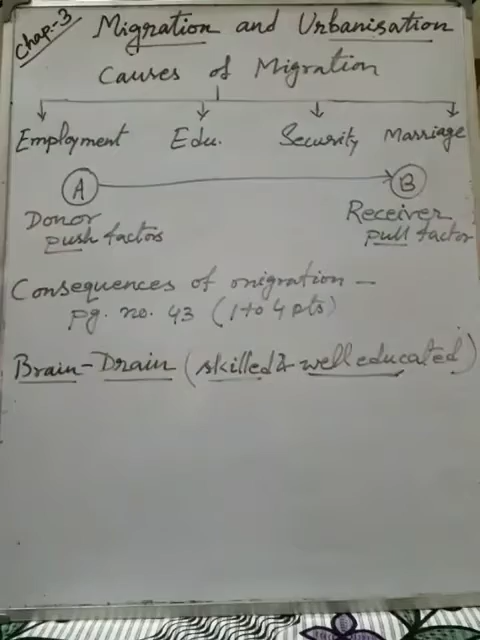 Chap-3
Migration and Urbanisation
Causes of Migration
Employment Edu. Security Marriage
A B
Donor Receiver
push factors pull factor
Consequences of migration -
pg. no. 43 (1 to 4 pts)
Brain-Drain (skilled & well educated)